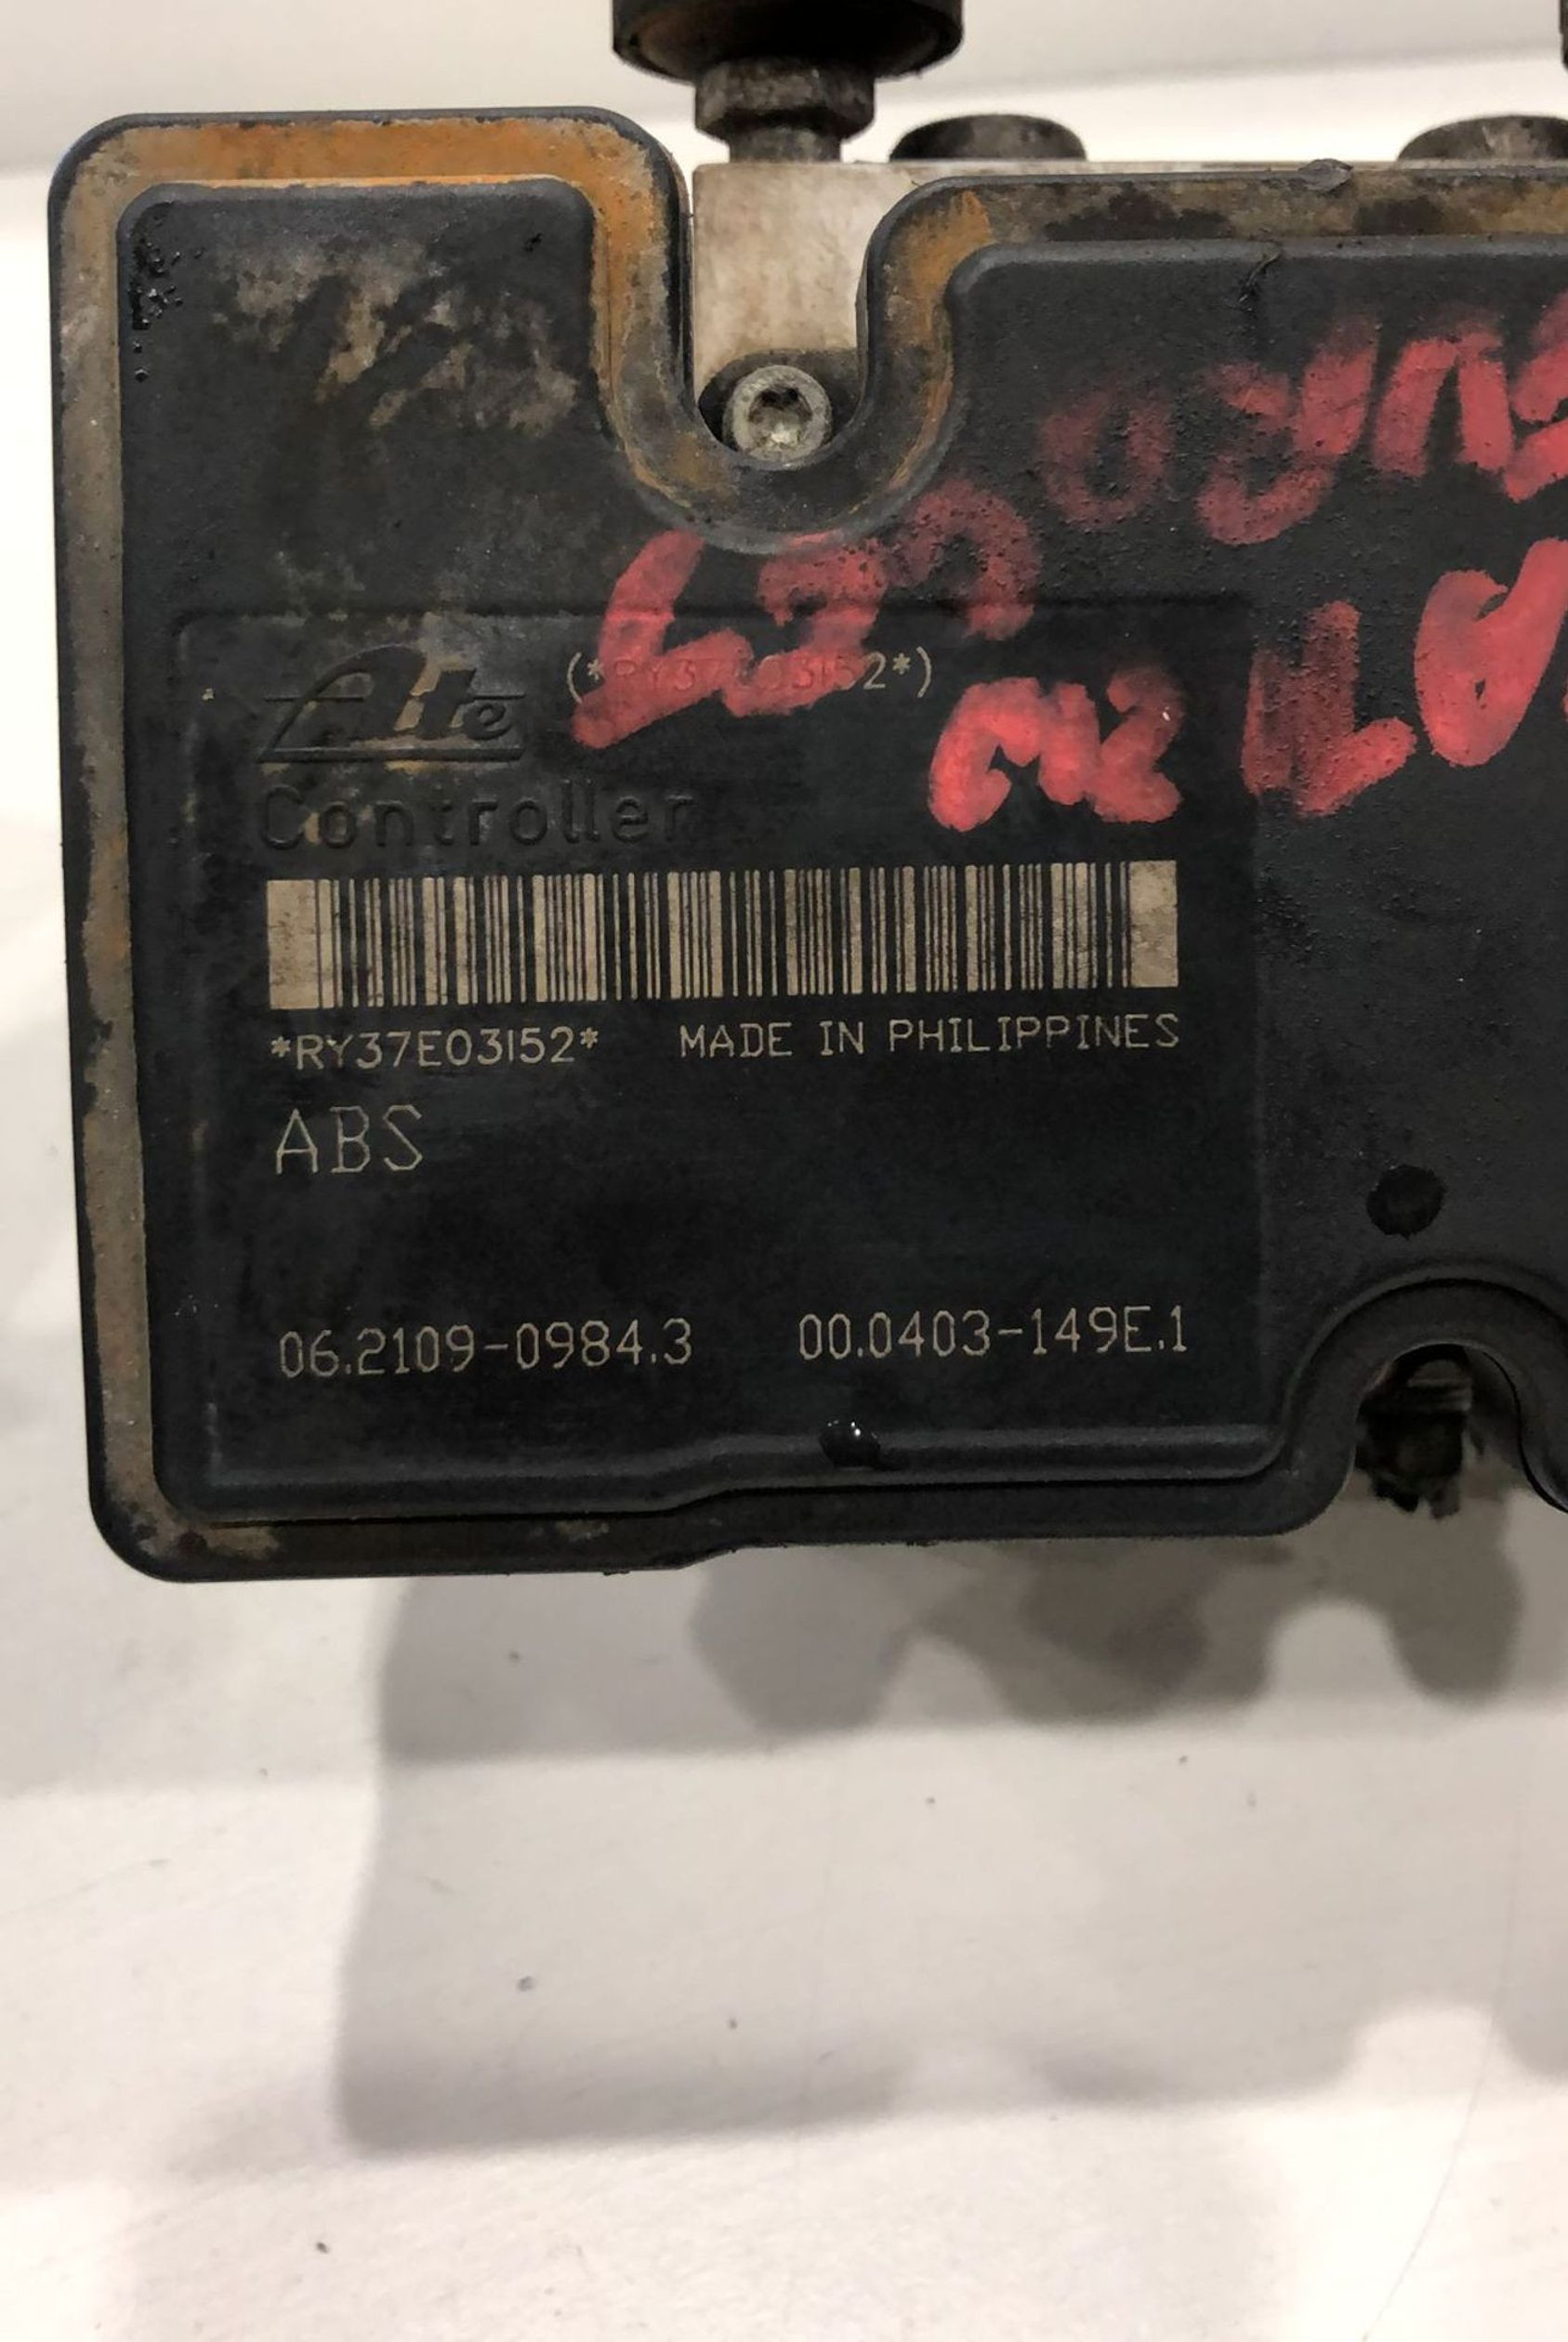 Ate
(*RY37E03152*)
Controller
*RY37E03152* MADE IN PHILIPPINES
ABS
06.2109-0984.3 00.0403-149E.1